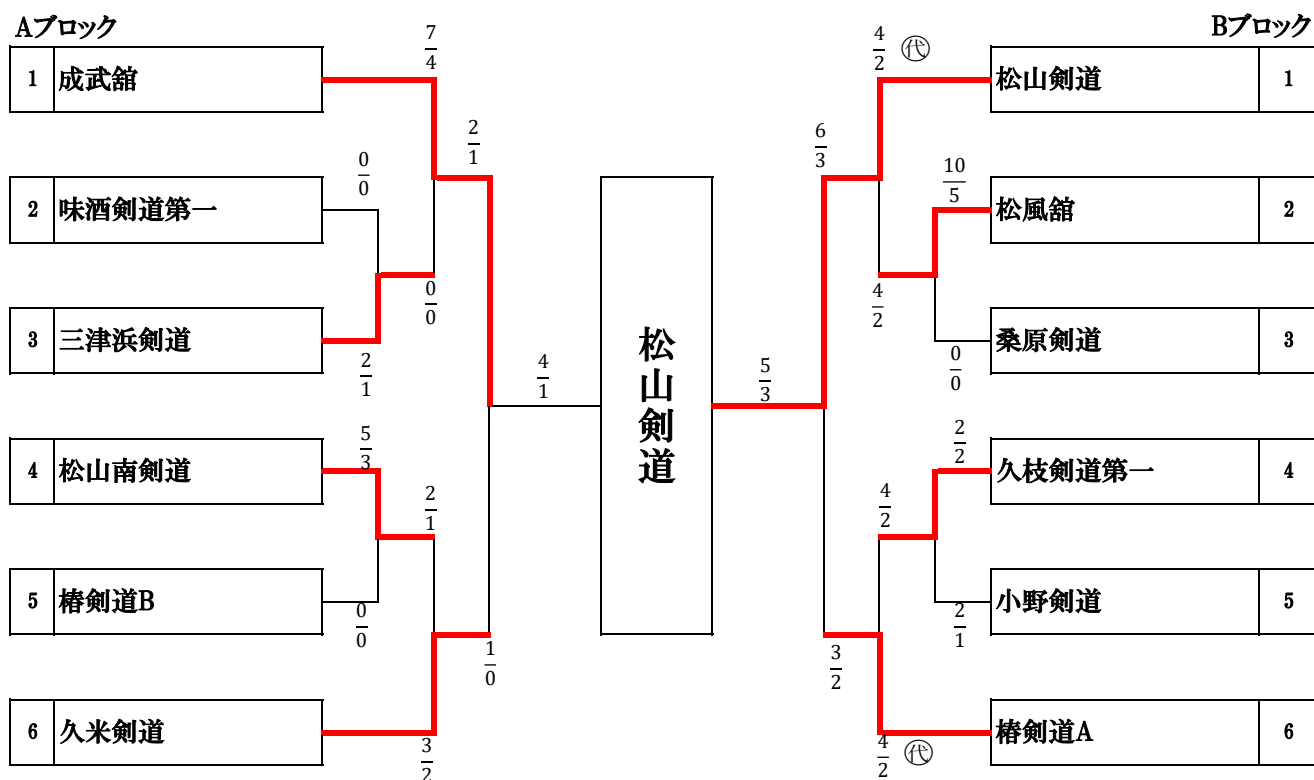 Aブロック
Bブロック
7/4
4/2 ㈹
1 成武舘
松山剣道 1
2/1
6/3
0/0
10/5
2 味酒剣道第一
松風舘 2
0/0
4/2
3 三津浜剣道
桑原剣道 3
2/1
0/0
4/1
松山剣道
5/3
5/3
2/2
4 松山南剣道
久枝剣道第一 4
2/1
4/2
5 椿剣道B
小野剣道 5
0/0
2/1
1/0
3/2
6 久米剣道
椿剣道A 6
3/2
4/2 ㈹